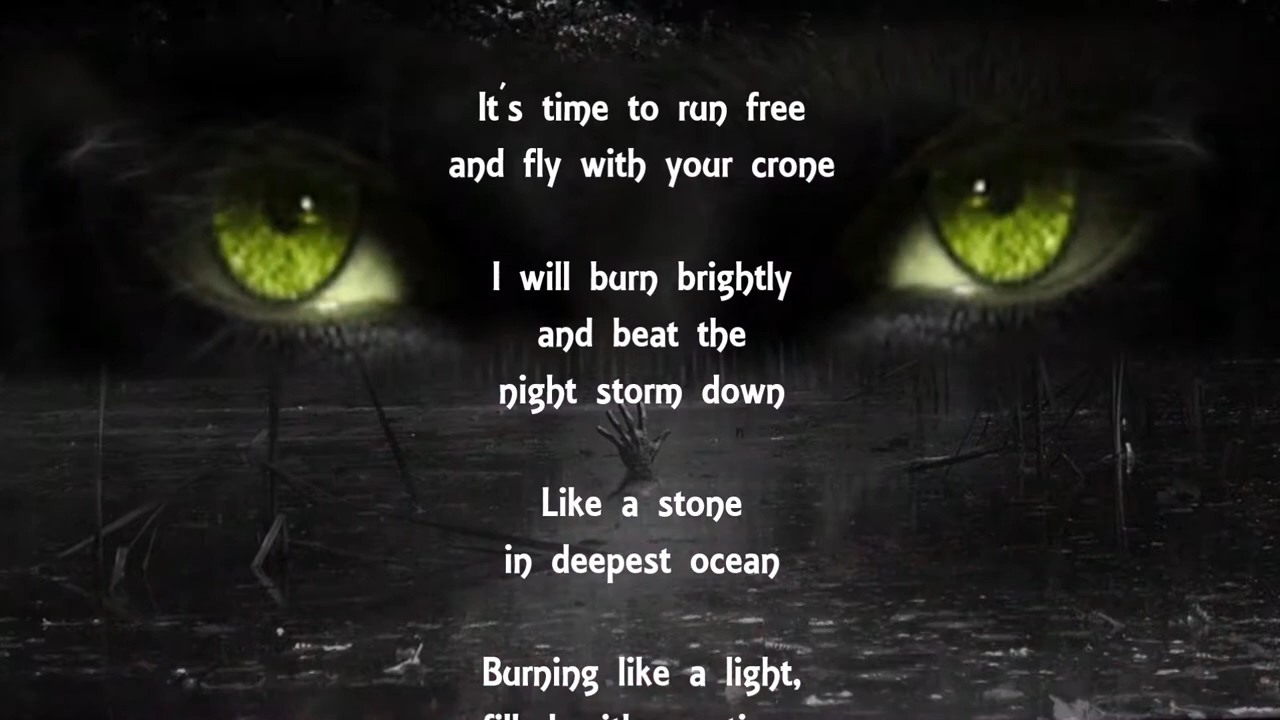 It's time to run free
and fly with your crone
I will burn brightly
and beat the
night storm down
Like a stone
in deepest ocean
Burning like a light,